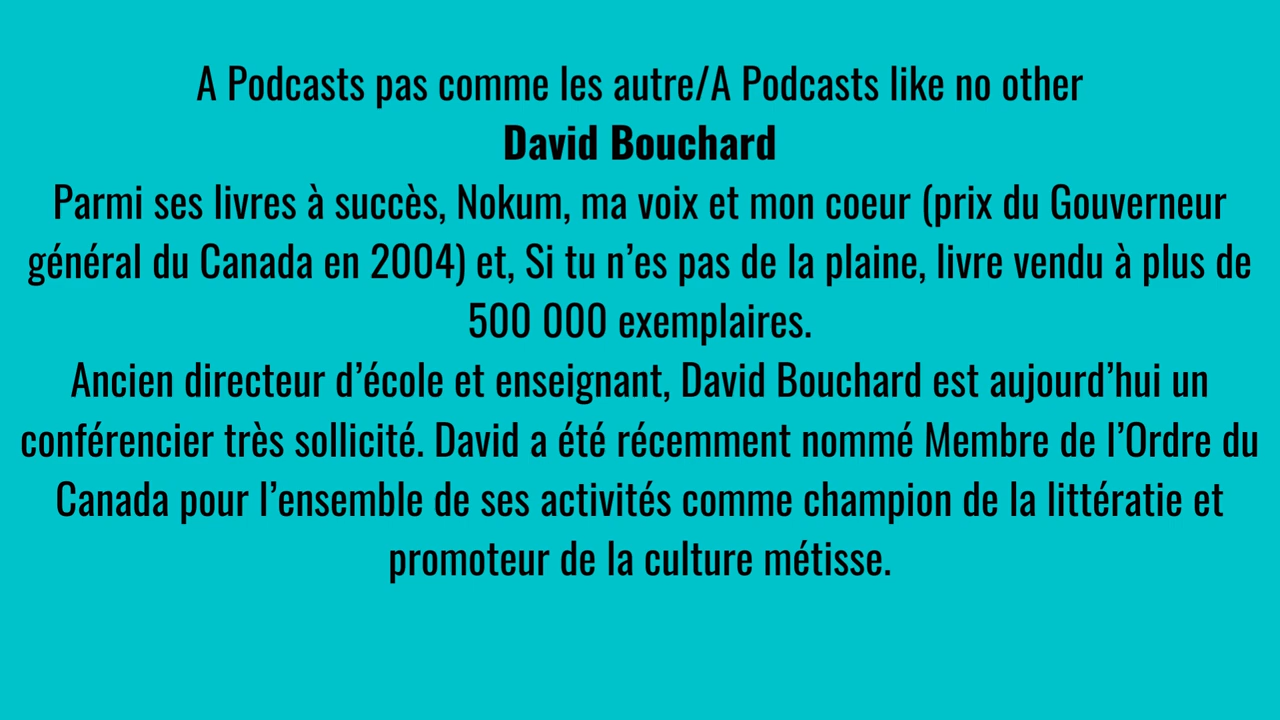 A Podcasts pas comme les autre/A Podcasts like no other
David Bouchard
Parmi ses livres à succès, Nokum, ma voix et mon coeur (prix du Gouverneur
général du Canada en 2004) et, Si tu n’es pas de la plaine, livre vendu à plus de
500 000 exemplaires.
Ancien directeur d’école et enseignant, David Bouchard est aujourd’hui un
conférencier très sollicité. David a été récemment nommé Membre de l’Ordre du
Canada pour l’ensemble de ses activités comme champion de la littératie et
promoteur de la culture métisse.